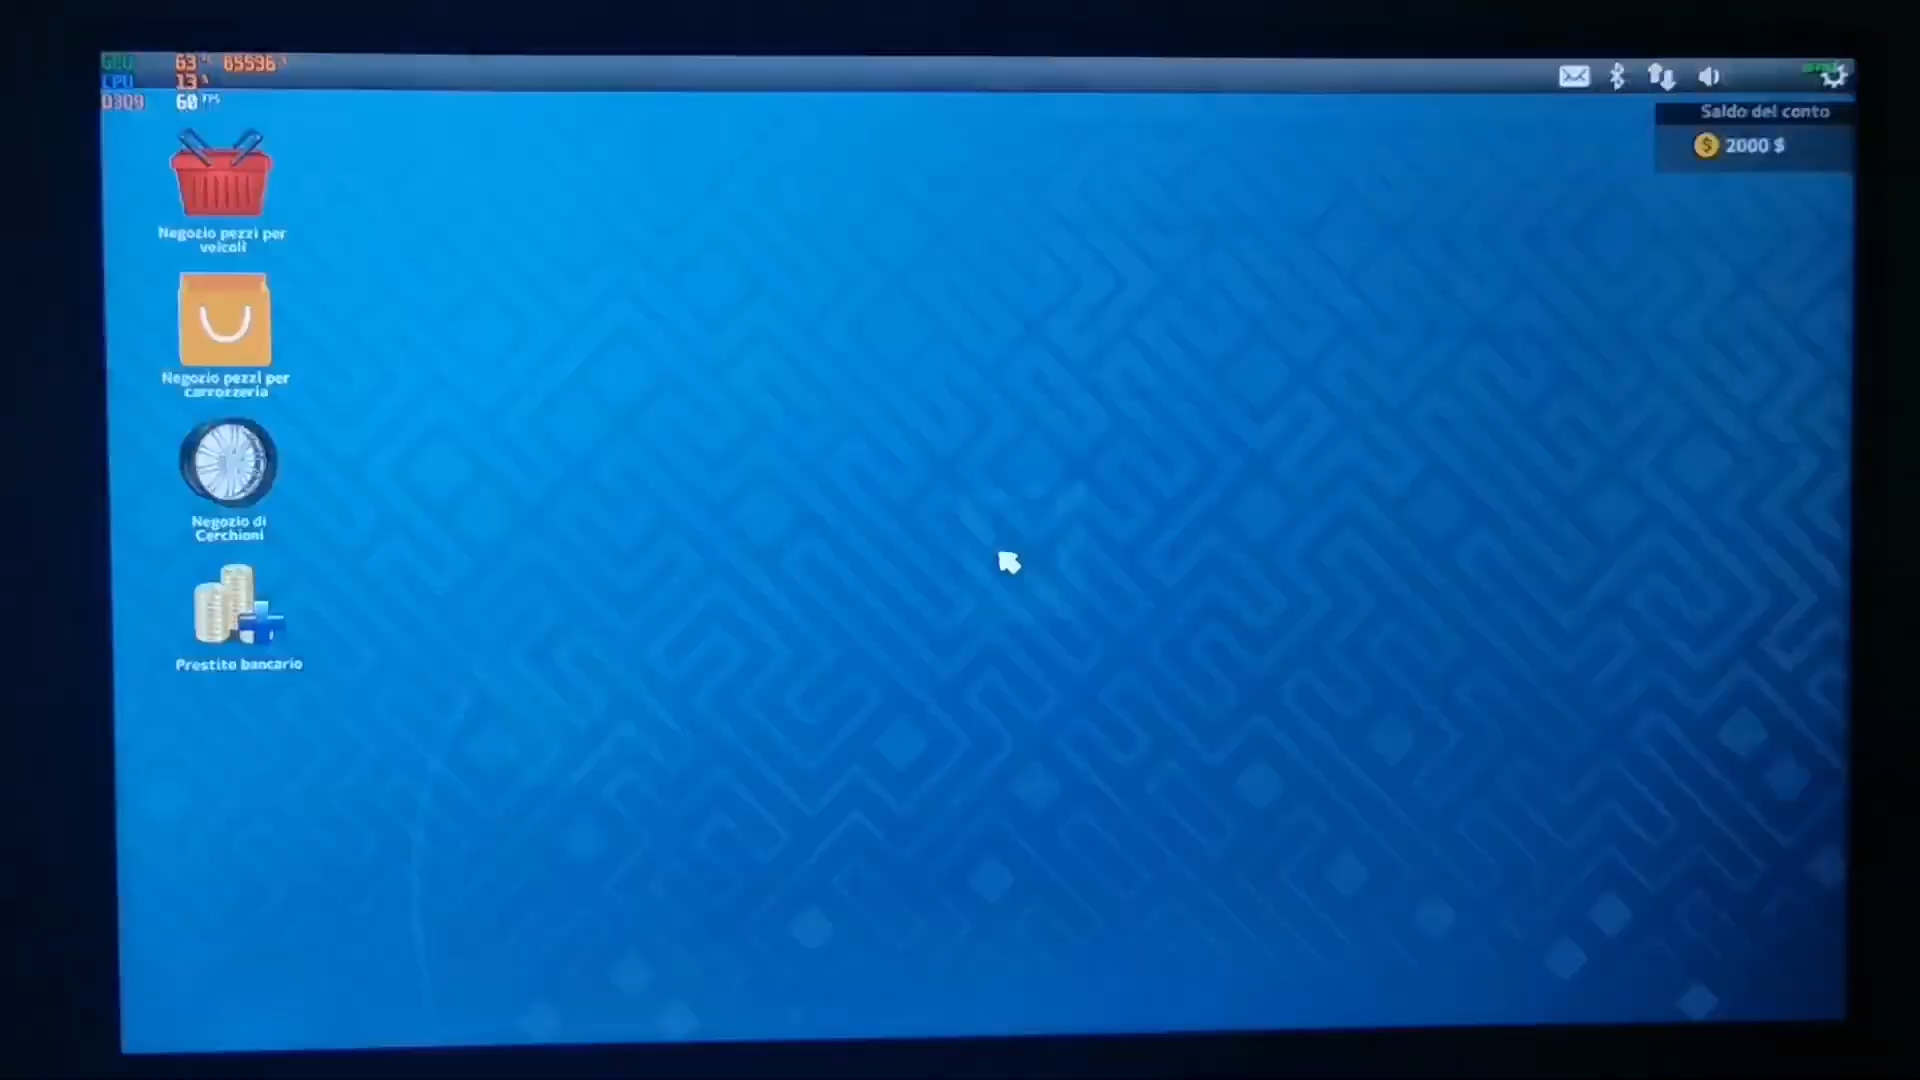 GPU 63 °C 65536 %
CPU 13 %
D3D9 60 FPS
Saldo del conto
2000 $
Negozio pezzi per
veicoli
Negozio pezzi per
carrozzeria
Negozio di
Cerchioni
Prestito bancario